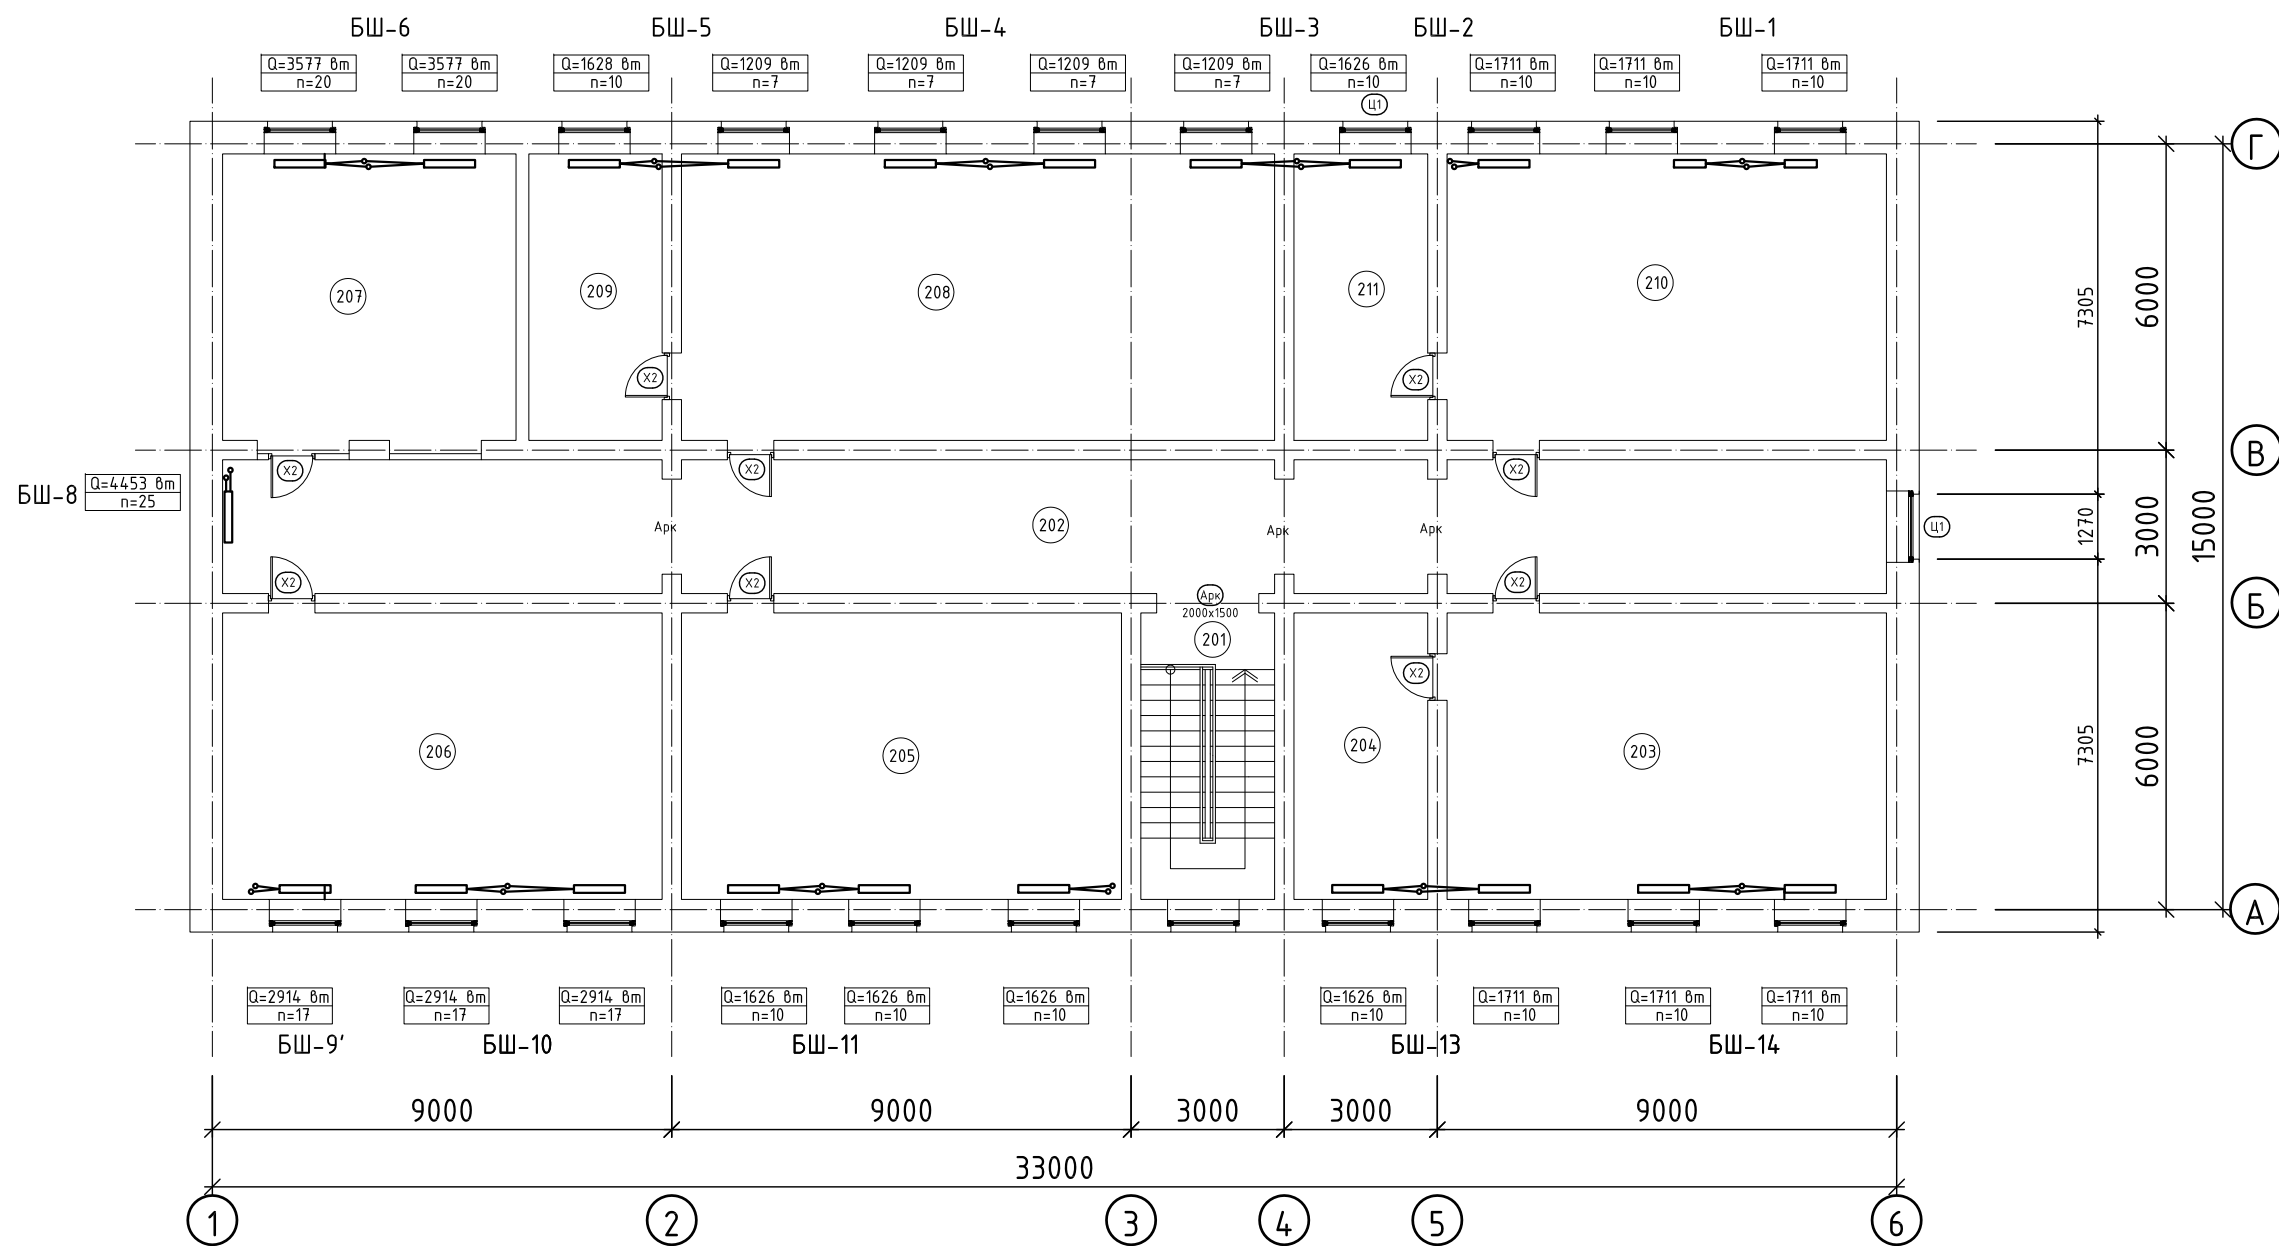 БШ-6 БШ-5 БШ-4 БШ-3 БШ-2 БШ-1
Q=3577 вт Q=3577 вт Q=1628 вт Q=1209 вт Q=1209 вт Q=1209 вт Q=1209 вт Q=1626 вт Q=1711 вт Q=1711 вт Q=1711 вт
n=20 n=20 n=10 n=7 n=7 n=7 n=7 n=10 n=10 n=10 n=10
Ц1
Г
207 209 208 211 210
7305 6000
Х2 Х2
В
Х2 Х2 Х2
БШ-8 Q=4453 вт
n=25
Арк 202 Арк Арк Ц1
1270 3000 15000
Х2 Х2 Х2
Арк
2000х1500
Б
201
Х2
206 205 204 203
7305 6000
А
Q=2914 вт Q=2914 вт Q=2914 вт Q=1626 вт Q=1626 вт Q=1626 вт Q=1626 вт Q=1711 вт Q=1711 вт Q=1711 вт
n=17 n=17 n=17 n=10 n=10 n=10 n=10 n=10 n=10 n=10
БШ-9' БШ-10 БШ-11 БШ-13 БШ-14
9000 9000 3000 3000 9000
33000
1 2 3 4 5 6